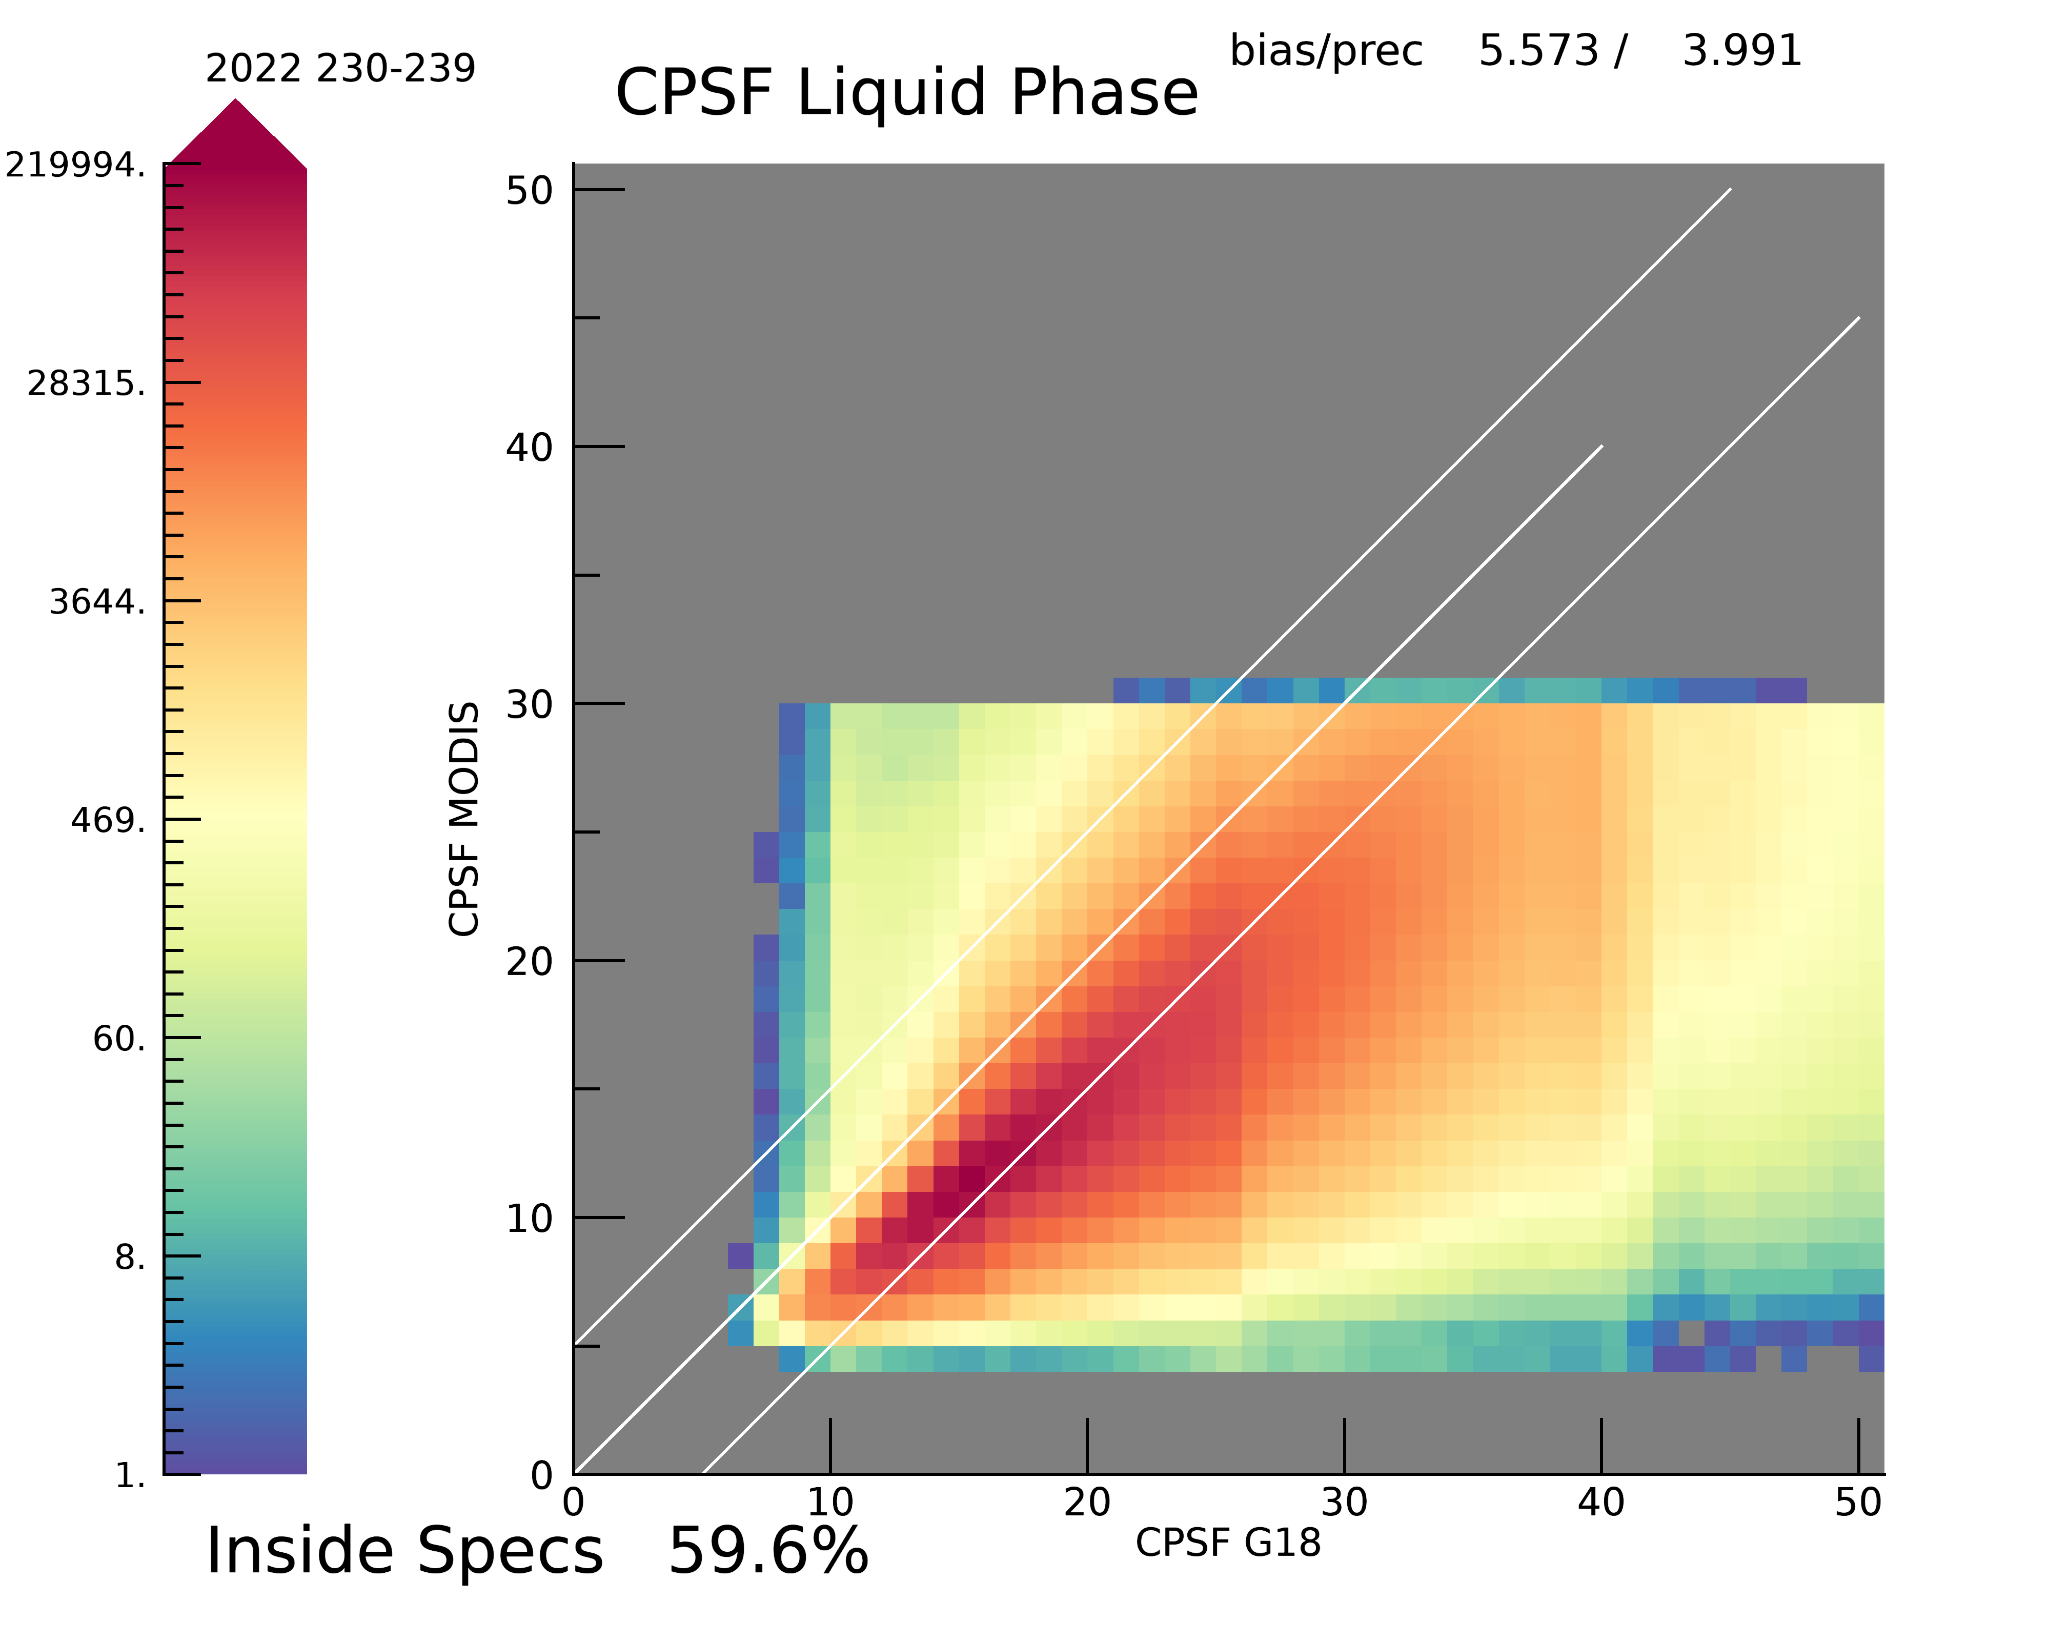 bias/prec 5.573 / 3.991
2022 230-239
CPSF Liquid Phase
219994.
28315.
3644.
469.
60.
8.
1.
CPSF MODIS
50
40
30
20
10
0
0 10 20 30 40 50
CPSF G18
Inside Specs 59.6%